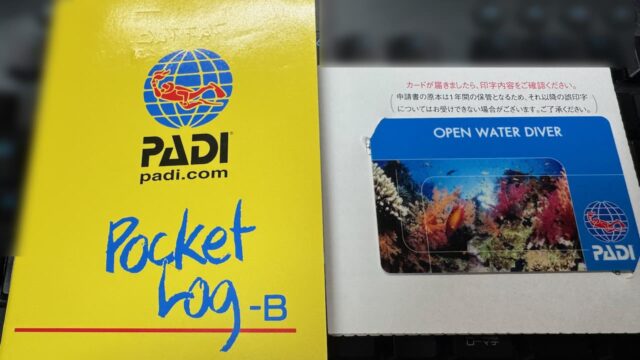 PADI
padi.com
Pocket
Log -B
カードが届きましたら、印字内容をご確認ください。
(申請書の原本は1年間の保管となるため、それ以降の誤印字
についてはお受けできない場合がございます。ご了承ください。)
OPEN WATER DIVER
PADI
ローマ字